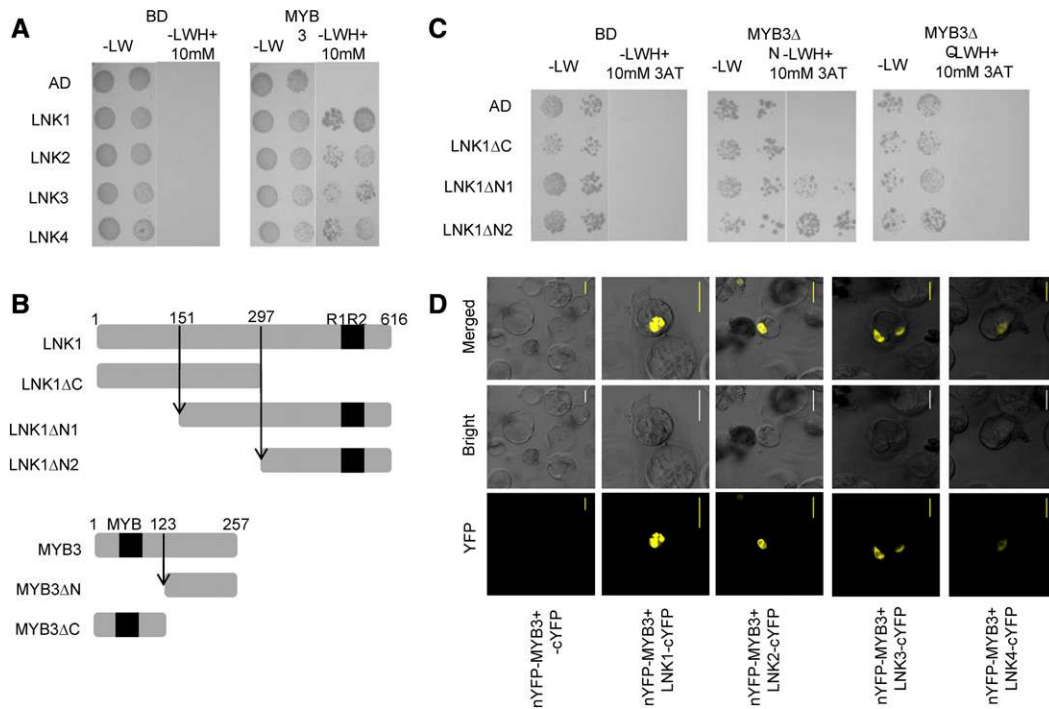 A
BD
MYB
3
-LW
-LWH+
10mM
-LW
-LWH+
10mM
AD
LNK1
LNK2
LNK3
LNK4
C
BD
MYB3Δ
MYB3Δ
-LW
-LWH+
10mM 3AT
-LW
N-LWH+
10mM 3AT
-LW
10mM 3AT
AD
LNK1ΔC
LNK1ΔN1
LNK1ΔN2
B
1 151 297 R1R2 616
LNK1
LNK1ΔC
LNK1ΔN1
LNK1ΔN2
1 MYB 123 257
MYB3
MYB3ΔN
MYB3ΔC
D
Merged
Bright
YFP
nYFP-MYB3+
-cYFP
nYFP-MYB3+
LNK1-cYFP
nYFP-MYB3+
LNK2-cYFP
nYFP-MYB3+
LNK3-cYFP
nYFP-MYB3+
LNK4-cYFP